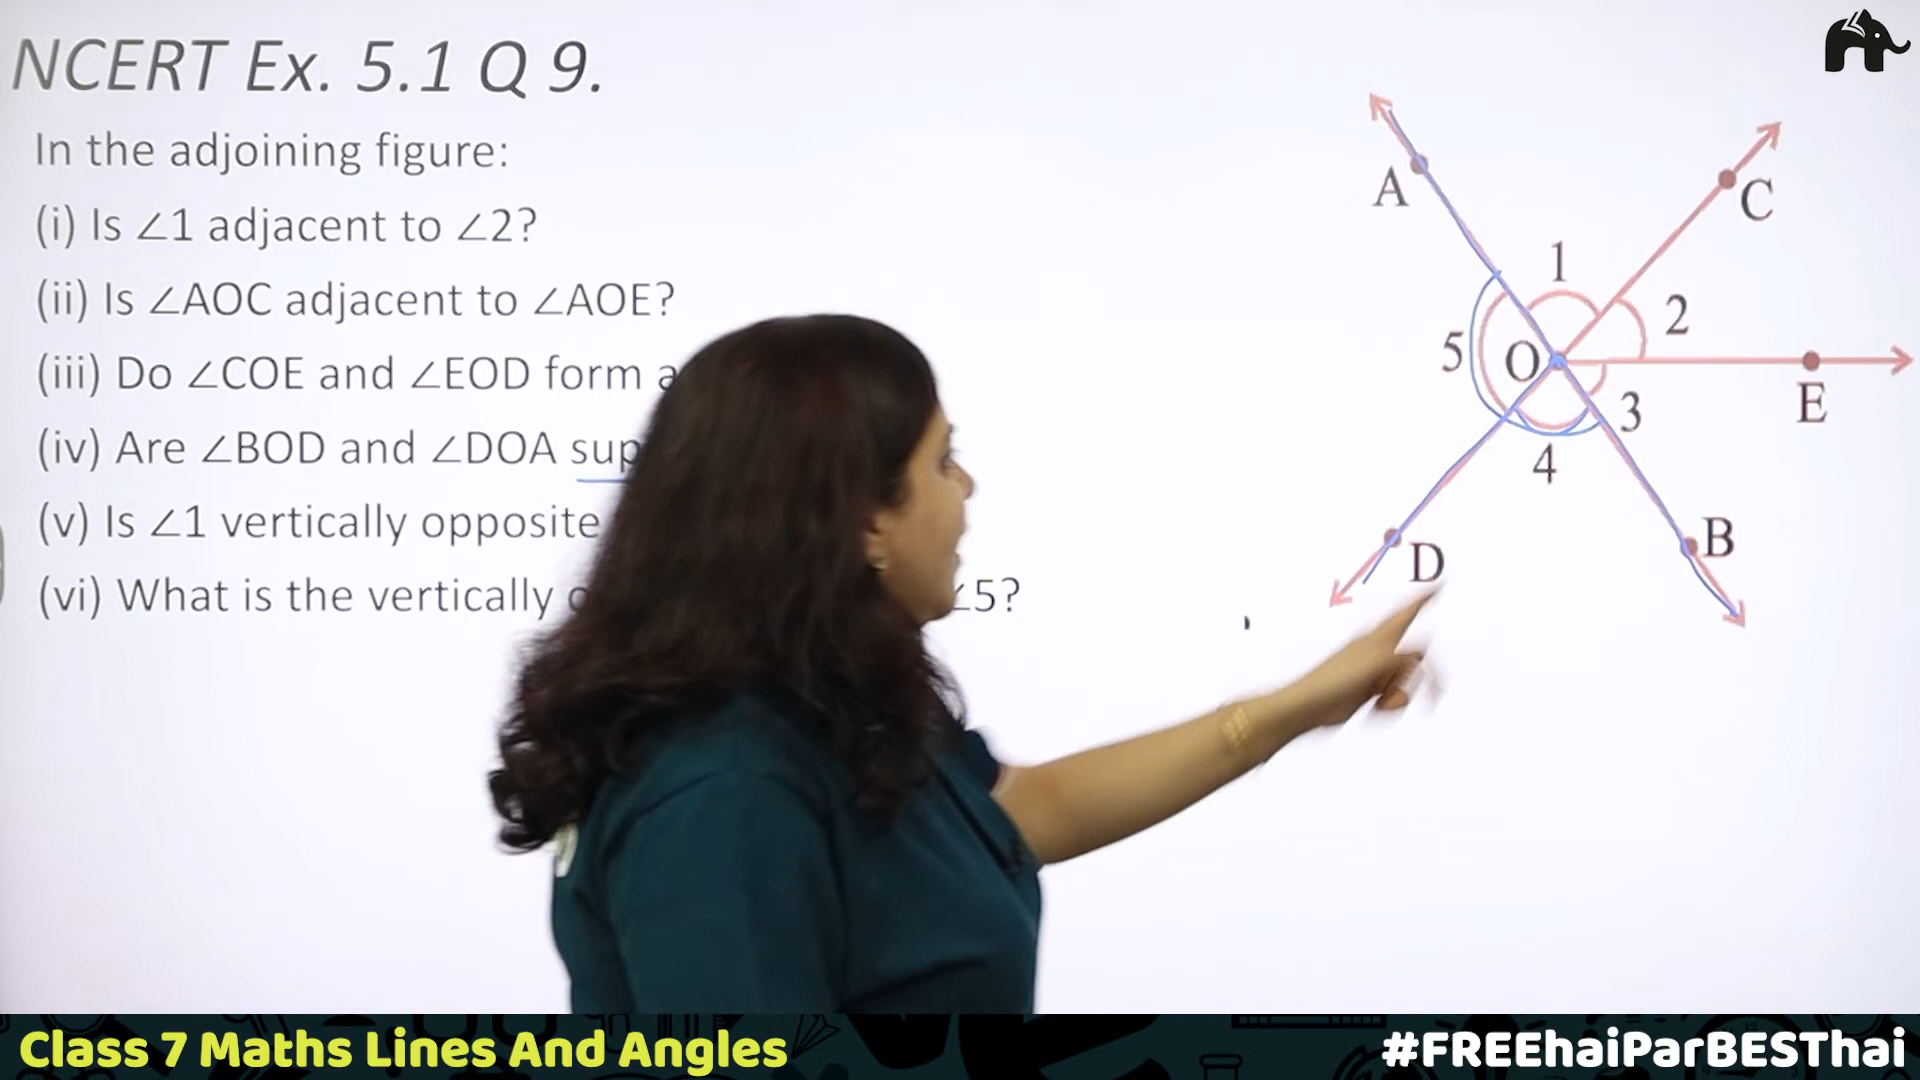 NCERT Ex. 5.1 Q 9.
In the adjoining figure:
(i) Is ∠1 adjacent to ∠2?
(ii) Is ∠AOC adjacent to ∠AOE?
(iii) Do ∠COE and ∠EOD form a
(iv) Are ∠BOD and ∠DOA
(v) Is ∠1 vertically opposite
(vi) What is the vertically ∠5?
A
C
1
2
5
O
E
3
4
B
D
Class 7 Maths Lines And Angles
#FREEhaiParBESThai